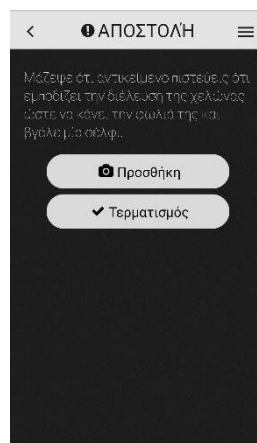 ΑΠΟΣΤΟΛΉ
Μάζεψε ότι αντικείμενο πιστεύεις ότι
εμποδίζει την διέλευση της χελώνας
ώστε να κάνει την φωλιά της και
βγάλε μία σέλφι.
Προσθήκη
Τερματισμός